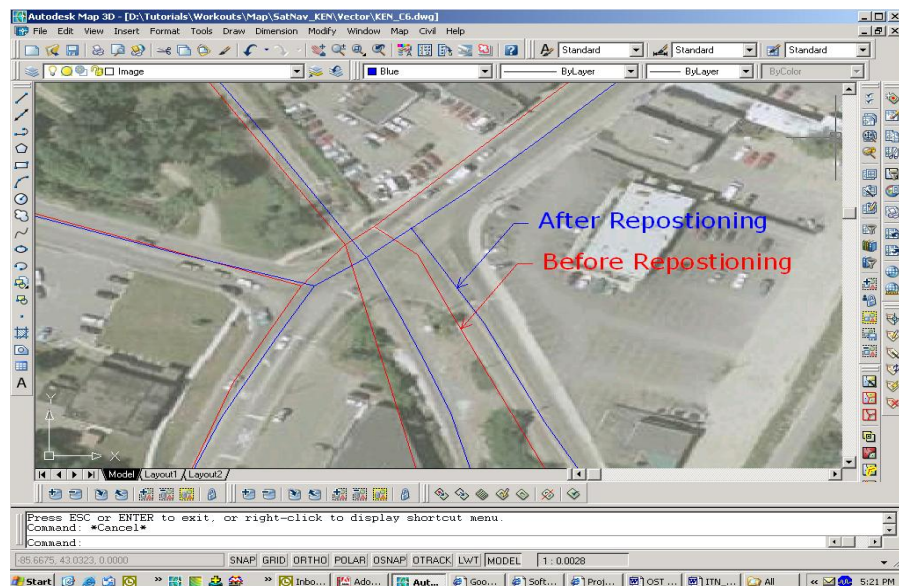 Autodesk Map 3D - [D:\Tutorials\Workouts\Map\SatNav_KEN\Vector\KEN_C6.dwg]
File Edit View Insert Format Tools Draw Dimension Modify Window Map Civil Help
Standard Standard Standard
Image Blue ByLayer ByLayer ByColor
After Repostioning
Before Repostioning
Y
X
Model Layout1 Layout2
Press ESC or ENTER to exit, or right-click to display shortcut menu.
Command: *Cancel*
Command:
-85.6675, 43.0323, 0.0000 SNAP GRID ORTHO POLAR OSNAP OTRACK LWT MODEL 1 : 0.0028
Start Inbo... Ado... Aut... Goo... Soft... Proj... OST ... ITN_... All 5:21 PM